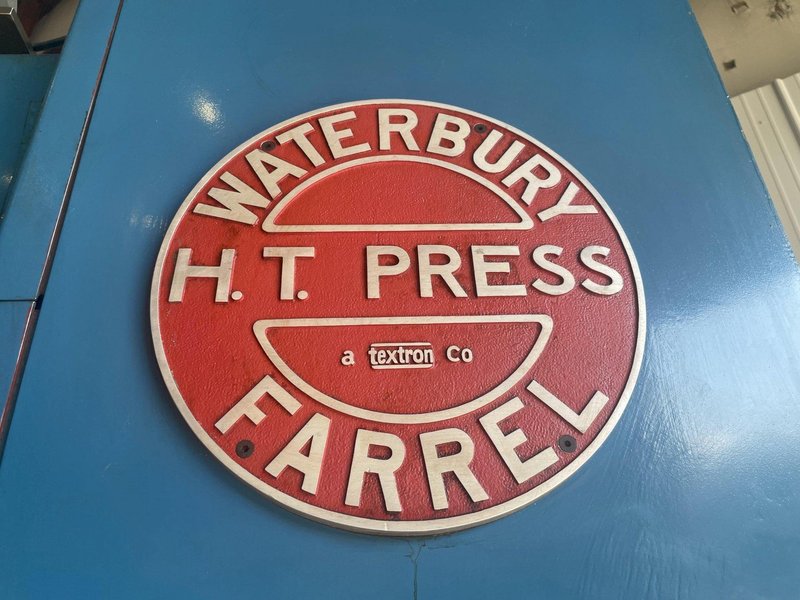 WATERBURY
H. T. PRESS
a textron Co
FARREL